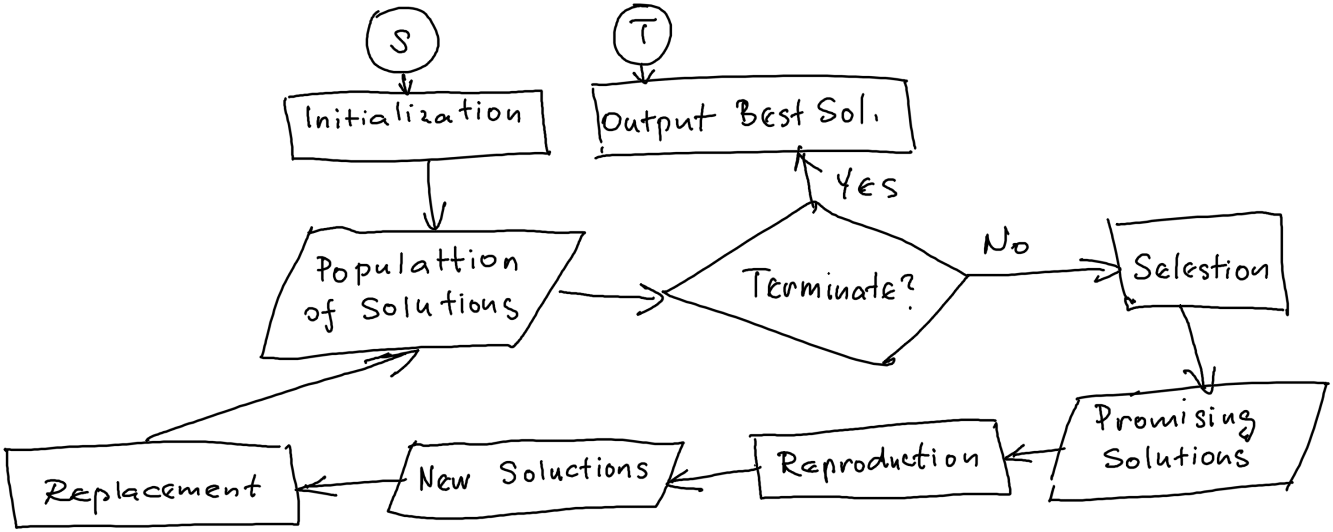 S
T
Initialization
Output Best Sol.
YES
Populattion
of Solutions
Terminate?
No
Selestion
Promising
Solutions
Reproduction
New Soluctions
Replacement